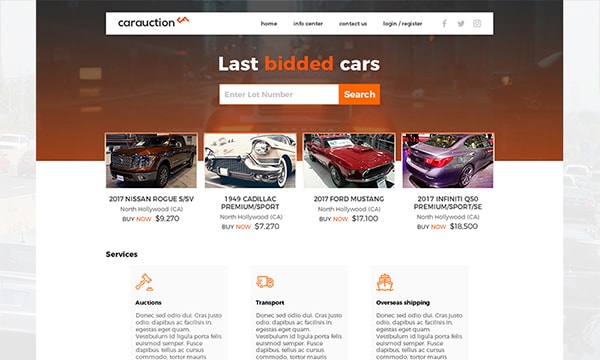 carauction
home info center contact us login / register
Last bidded cars
Enter Lot Number Search
2017 NISSAN ROGUE S/SV
North Hollywood (CA)
BUY NOW $9,270
1949 CADILLAC
PREMIUM/SPORT
North Hollywood (CA)
BUY NOW $7,270
2017 FORD MUSTANG
North Hollywood (CA)
BUY NOW $17,100
2017 INFINITI Q50
PREMIUM/SPORT/SE
North Hollywood (CA)
BUY NOW $18,500
Services
Auctions
Donec sed odio dui. Cras justo
odio, dapibus ac facilisis in,
egestas eget quam.
Vestibulum id ligula porta felis
euismod semper. Fusce
dapibus, tellus ac cursus
commodo, tortor mauris
Transport
Donec sed odio dui. Cras justo
odio, dapibus ac facilisis in,
egestas eget quam.
Vestibulum id ligula porta felis
euismod semper. Fusce
dapibus, tellus ac cursus
commodo, tortor mauris
Overseas shipping
Donec sed odio dui. Cras justo
odio, dapibus ac facilisis in,
egestas eget quam.
Vestibulum id ligula porta felis
euismod semper. Fusce
dapibus, tellus ac cursus
commodo, tortor mauris